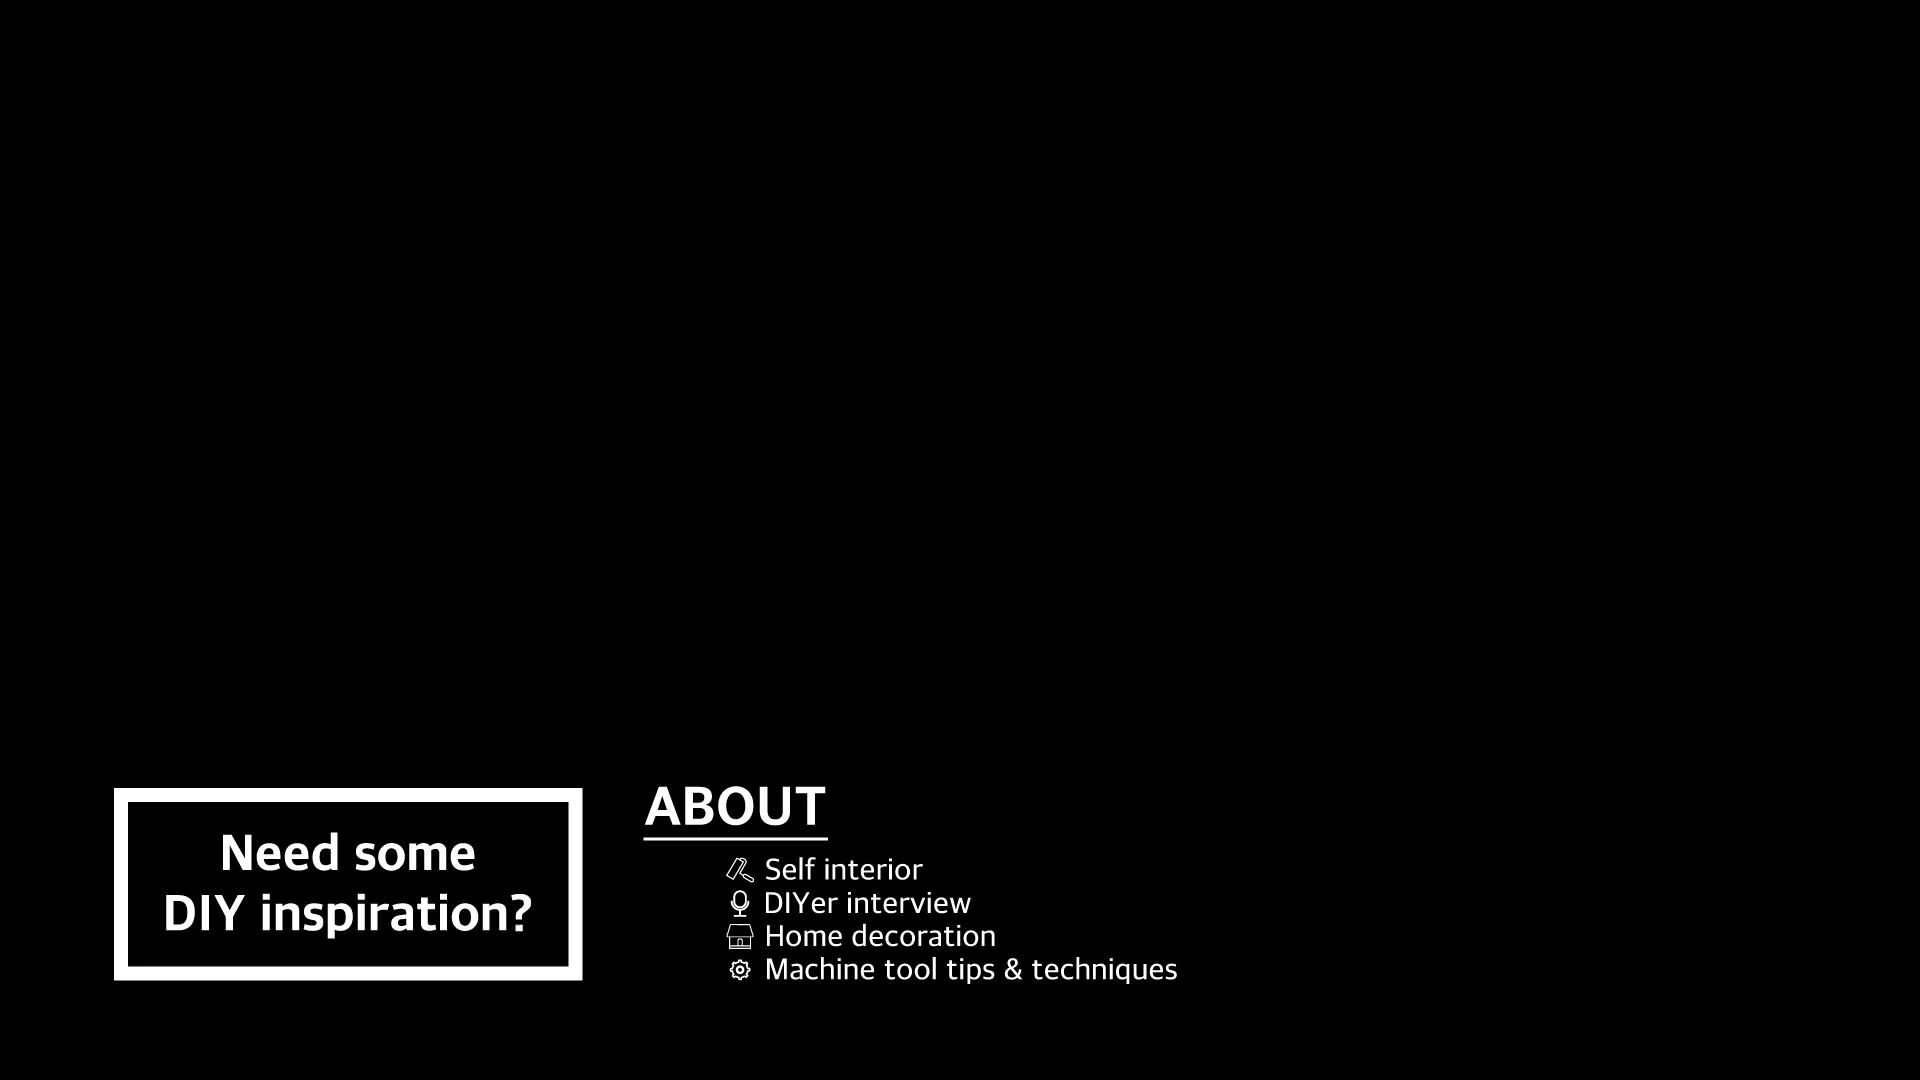 Need some
DIY inspiration?
ABOUT
Self interior
DIYer interview
Home decoration
Machine tool tips & techniques